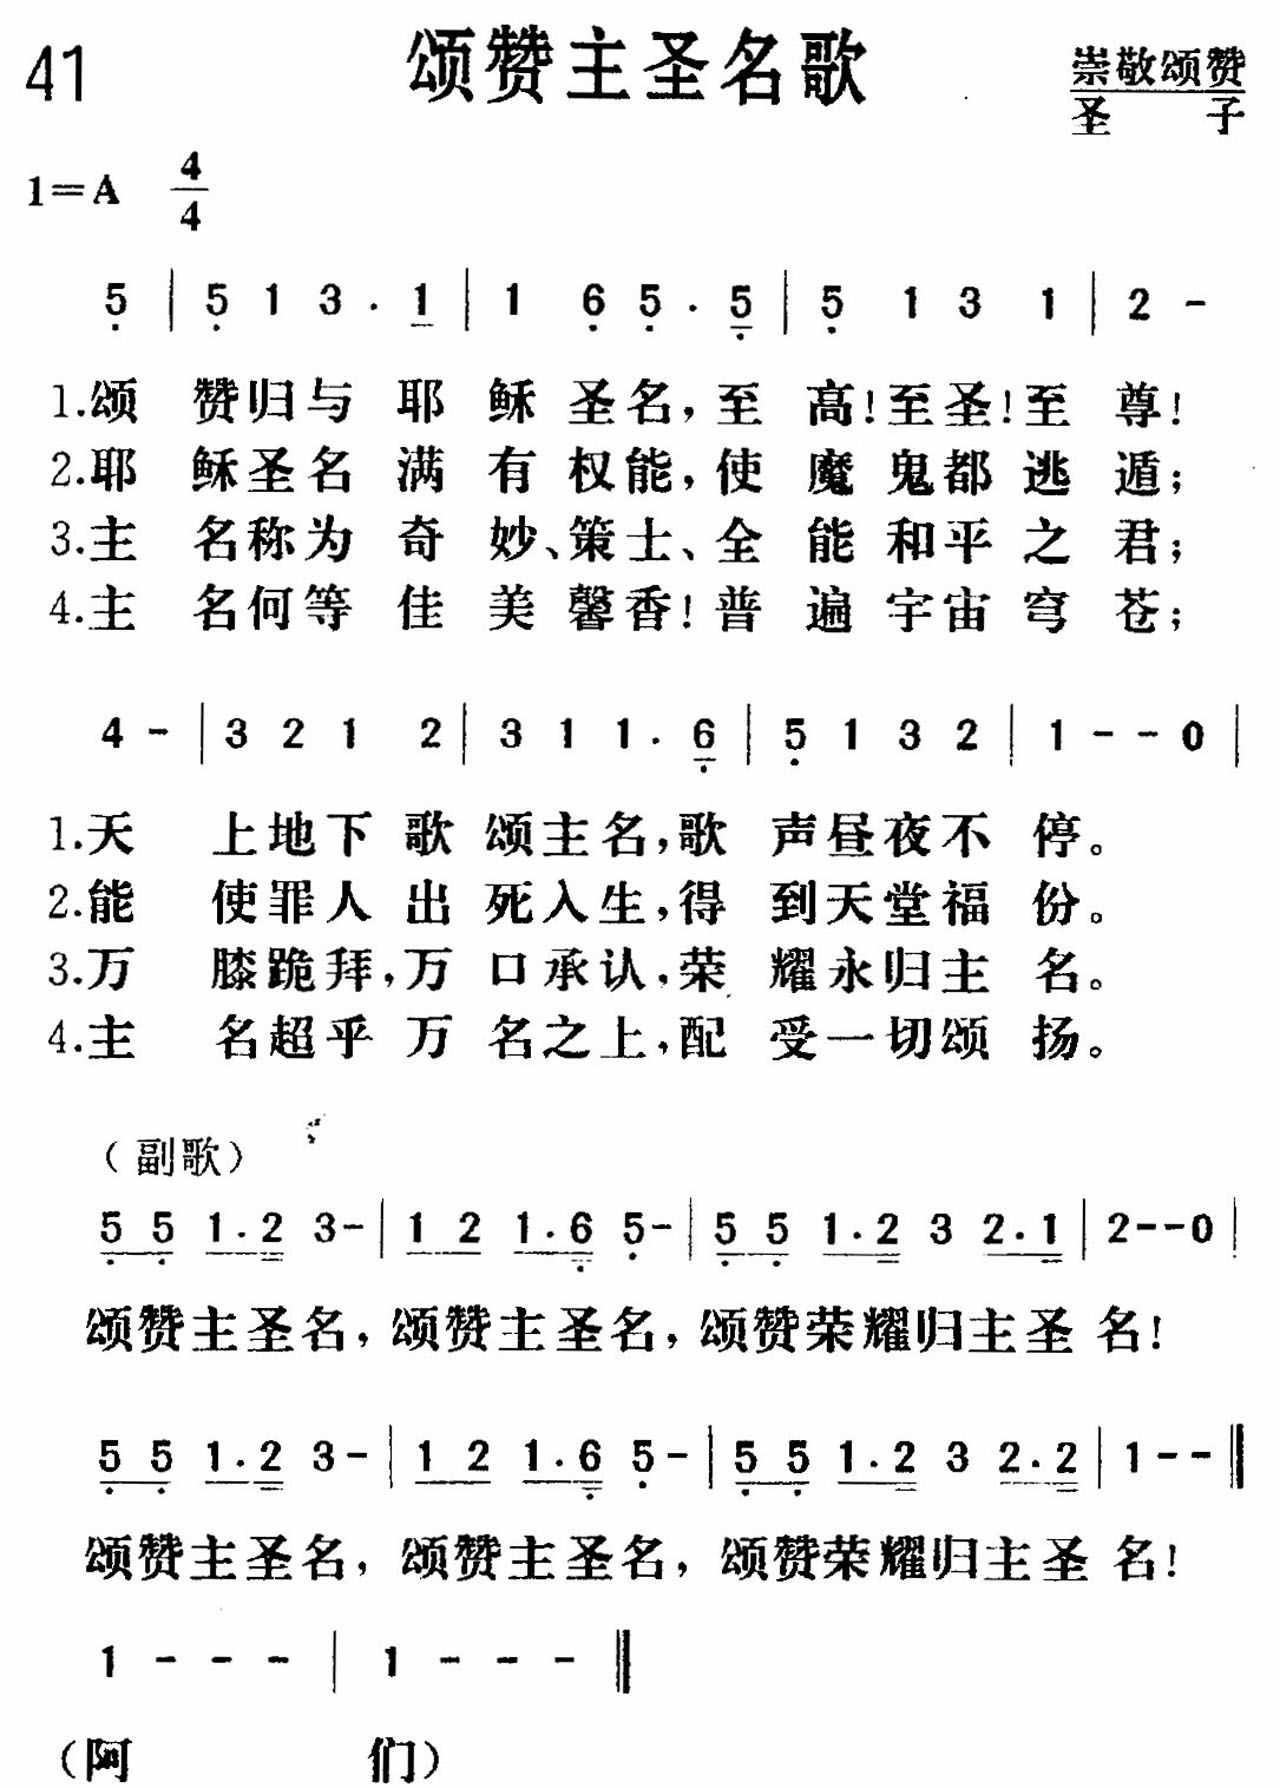 41 颂赞主圣名歌 崇敬颂赞
圣 子
1=A 4/4
5̣ | 5̣ 1 3 . 1 | 1 6̣ 5̣ . 5̣ | 5̣ 1 3 1 | 2 -
1.颂 赞归与 耶 稣 圣名,至 高!至圣!至 尊!
2.耶 稣圣名 满 有 权能,使 魔 鬼都 逃 遁;
3.主 名称为 奇 妙、策士、全 能 和平 之 君;
4.主 名何等 佳 美 馨香!普 遍 宇宙 穹 苍;
4 - | 3 2 1 2 | 3 1 1 . 6̣ | 5̣ 1 3 2 | 1 - - 0 |
1.天 上地下 歌 颂主名,歌 声昼夜不 停。
2.能 使罪人 出 死入生,得 到天堂福 份。
3.万 膝跪拜,万 口承认,荣 耀永归主 名。
4.主 名超乎 万 名之上,配 受一切颂 扬。
(副歌)
5̣ 5̣ 1 . 2 3 - | 1 2 1 . 6̣ 5̣ - | 5̣ 5̣ 1 . 2 3 2 . 1 | 2 - - 0 |
颂赞主圣名,颂赞主圣名,颂赞荣耀归主圣 名!
5̣ 5̣ 1 . 2 3 - | 1 2 1 . 6̣ 5̣ - | 5̣ 5̣ 1 . 2 3 2 . 2 | 1 - - ‖
颂赞主圣名, 颂赞主圣名, 颂赞荣耀归主圣 名!
1 - - - | 1 - - - ‖
(阿 们)